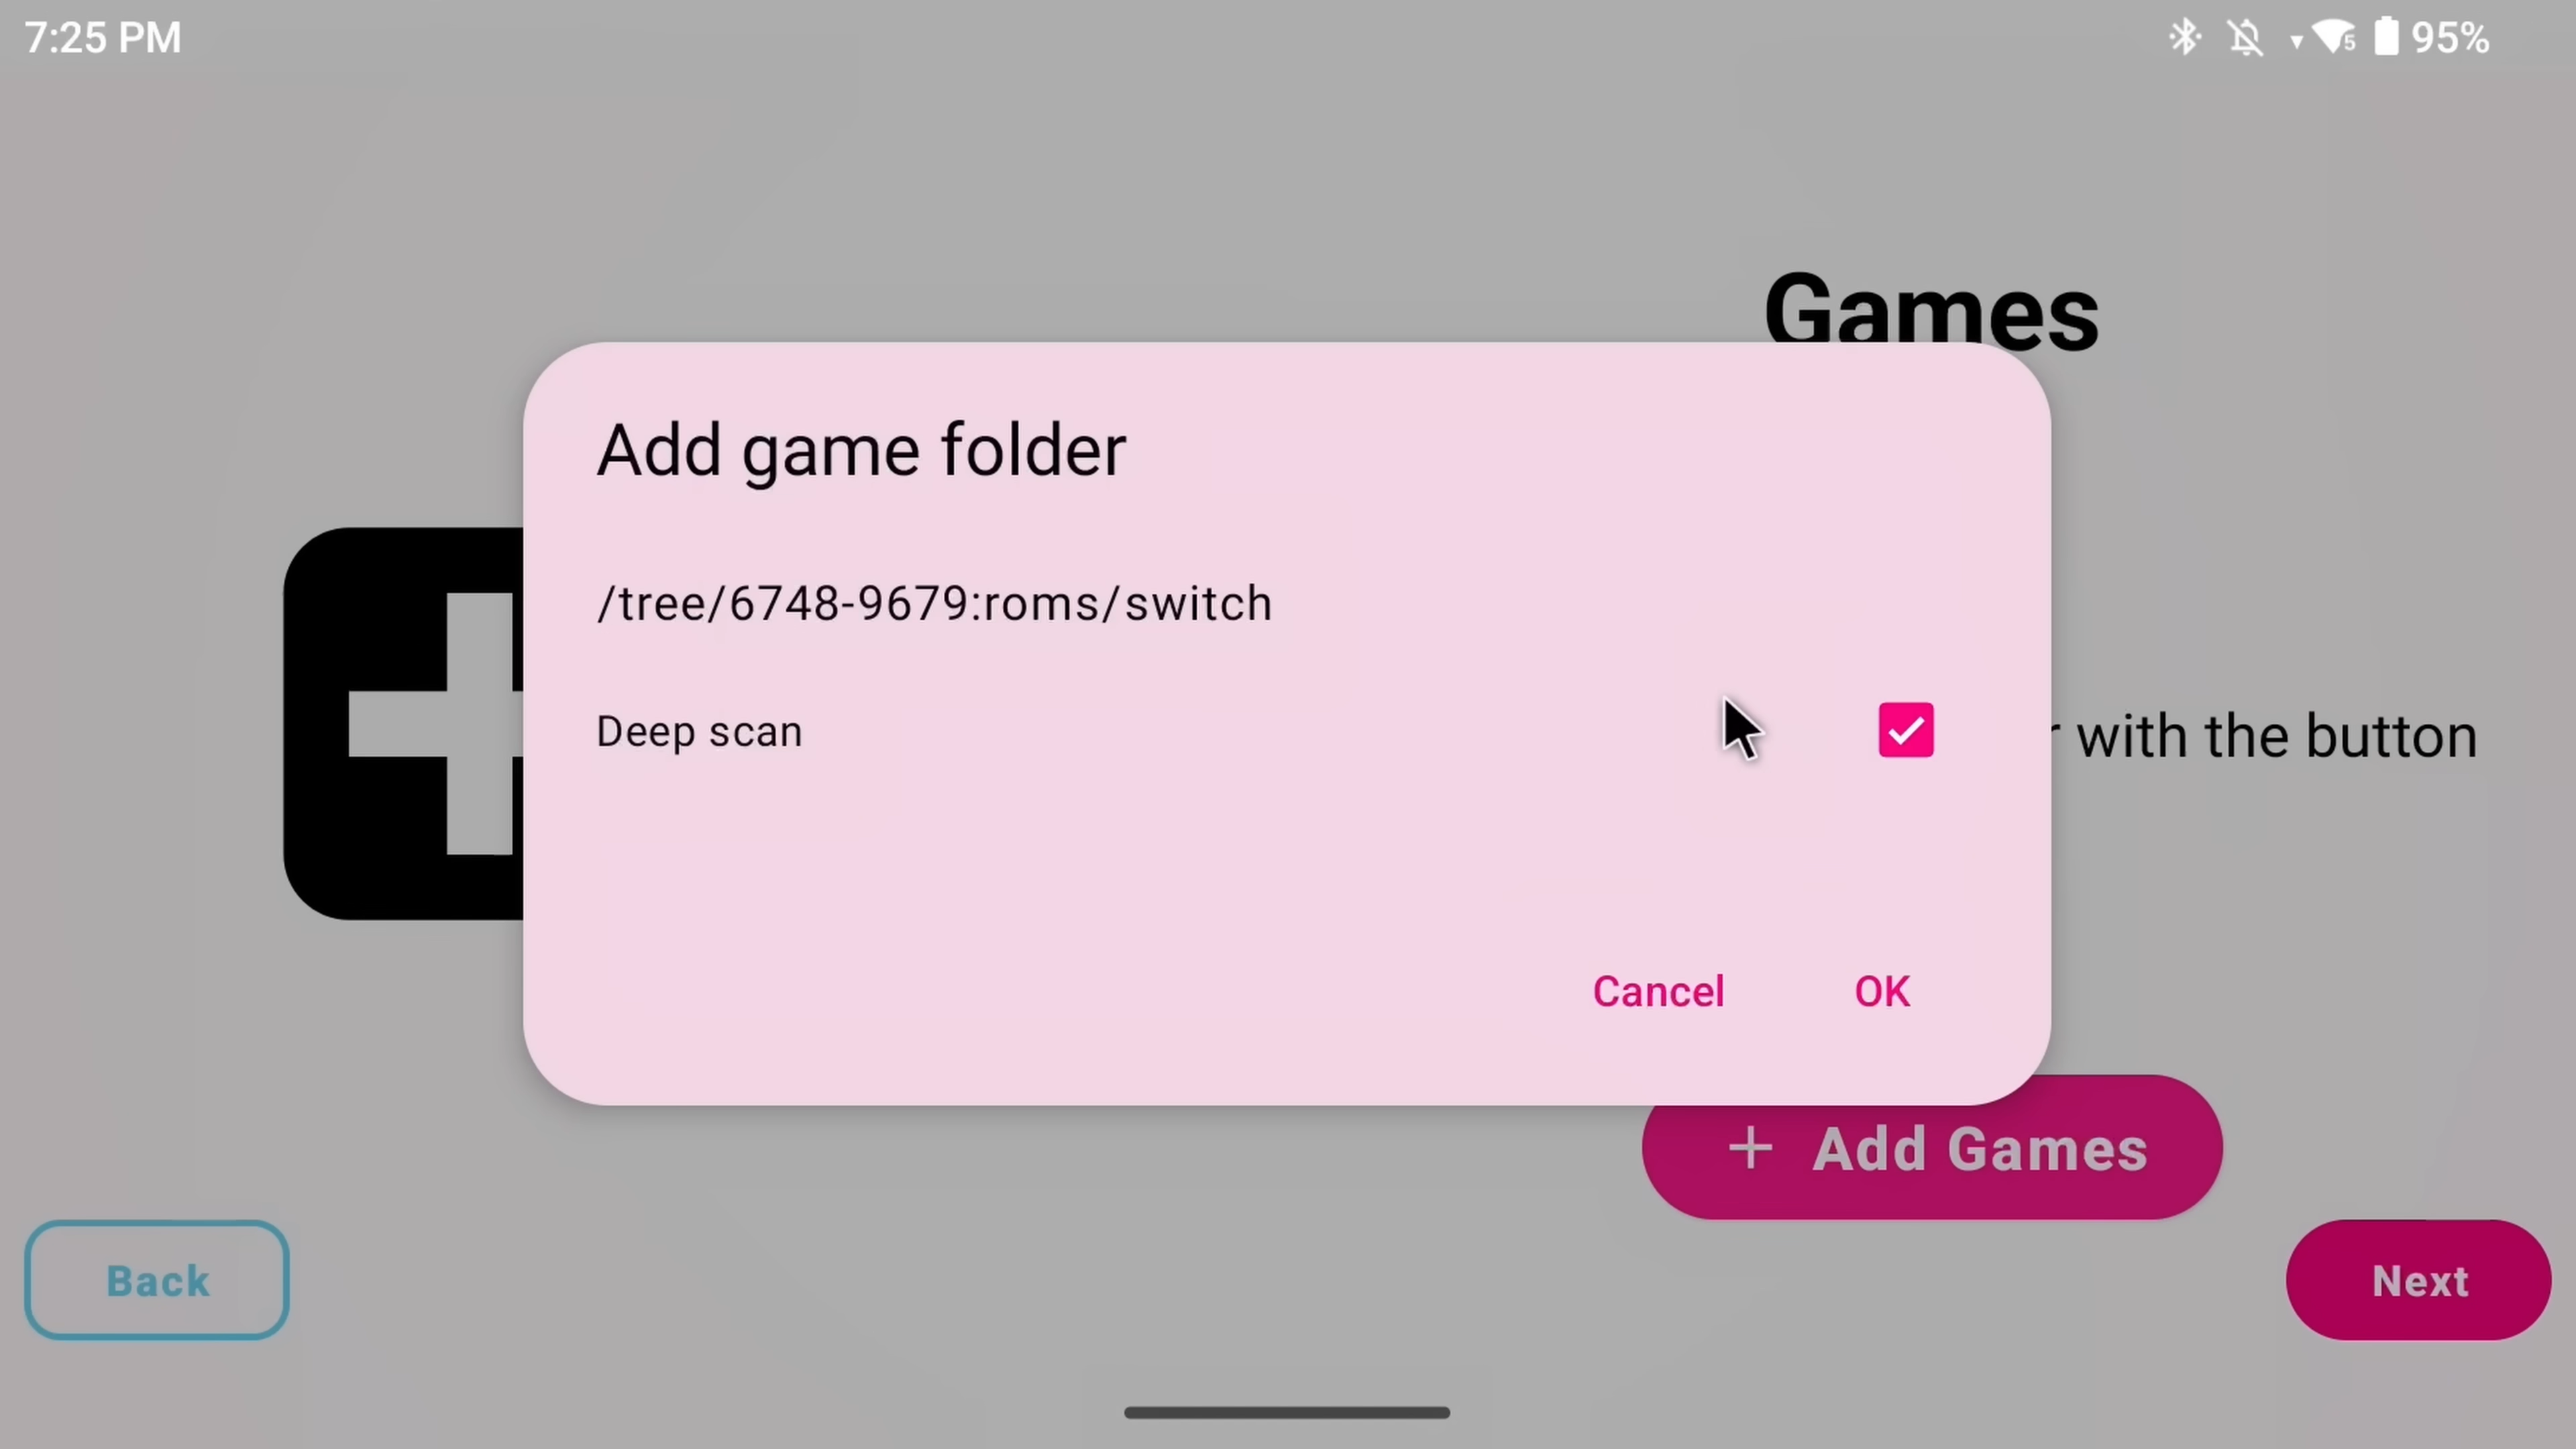 7:25 PM
5 95%
Games
Add game folder
/tree/6748-9679:roms/switch
Deep scan
with the button
Cancel
OK
Add Games
Back
Next